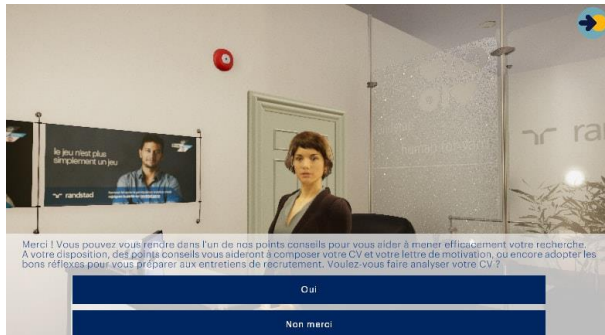 le jeu n'est plus
simplement un jeu
randstad
ra
Merci ! Vous pouvez vous rendre dans l'un de nos points conseils pour vous aider à mener efficacement votre recherche.
A votre disposition, des points conseils vous aideront à composer votre CV et votre lettre de motivation, ou encore adopter les
bons réflexes pour vous préparer aux entretiens de recrutement. Voulez-vous faire analyser votre CV ?
Oui
Non merci